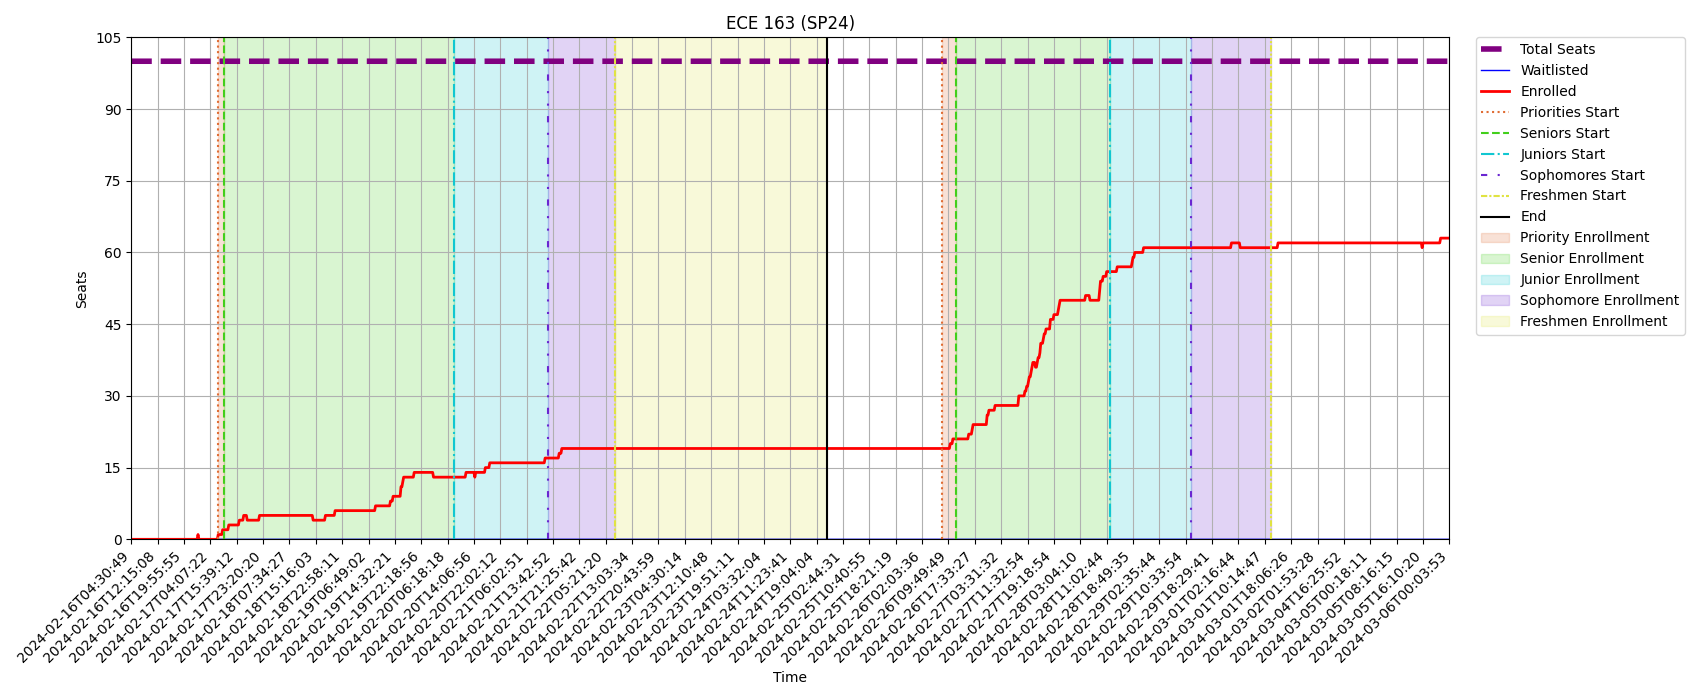 ECE 163 (SP24)
Seats
105
90
75
60
45
30
15
0
2024-02-16T04:30:49
2024-02-16T12:15:08
2024-02-16T19:55:55
2024-02-17T04:07:22
2024-02-17T15:39:12
2024-02-17T23:20:20
2024-02-18T07:34:27
2024-02-18T15:16:03
2024-02-18T22:58:11
2024-02-19T06:49:02
2024-02-19T14:32:21
2024-02-19T22:18:56
2024-02-20T06:18:18
2024-02-20T14:06:56
2024-02-20T22:02:12
2024-02-21T06:02:51
2024-02-21T13:42:52
2024-02-21T21:25:42
2024-02-22T05:21:20
2024-02-22T13:03:34
2024-02-22T20:43:59
2024-02-23T04:30:14
2024-02-23T12:10:48
2024-02-23T19:51:11
2024-02-24T03:32:04
2024-02-24T11:23:41
2024-02-24T19:04:04
2024-02-25T02:44:31
2024-02-25T10:40:55
2024-02-25T18:21:19
2024-02-26T02:03:36
2024-02-26T09:49:49
2024-02-26T17:33:27
2024-02-27T03:31:32
2024-02-27T11:32:54
2024-02-27T19:18:54
2024-02-28T03:04:10
2024-02-28T11:02:44
2024-02-28T18:49:35
2024-02-29T02:35:44
2024-02-29T10:33:54
2024-02-29T18:29:41
2024-03-01T02:16:44
2024-03-01T10:14:47
2024-03-01T18:06:26
2024-03-02T01:53:28
2024-03-04T16:25:52
2024-03-05T00:18:11
2024-03-05T08:16:15
2024-03-05T16:10:20
2024-03-06T00:03:53
Time
Total Seats
Waitlisted
Enrolled
Priorities Start
Seniors Start
Juniors Start
Sophomores Start
Freshmen Start
End
Priority Enrollment
Senior Enrollment
Junior Enrollment
Sophomore Enrollment
Freshmen Enrollment